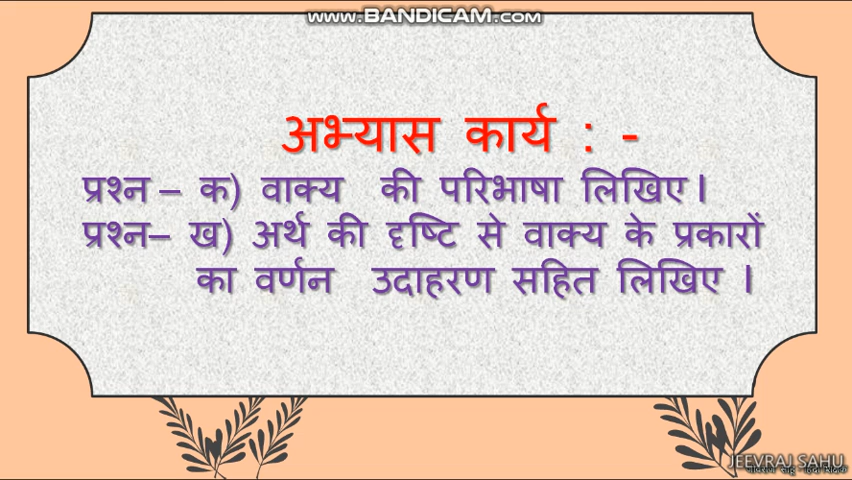 www.BANDICAM.com
अभ्यास कार्य : -
प्रश्न – क) वाक्य की परिभाषा लिखिए।
प्रश्न– ख) अर्थ की दृष्टि से वाक्य के प्रकारों
का वर्णन उदाहरण सहित लिखिए ।
JEEVRAJ SAHU